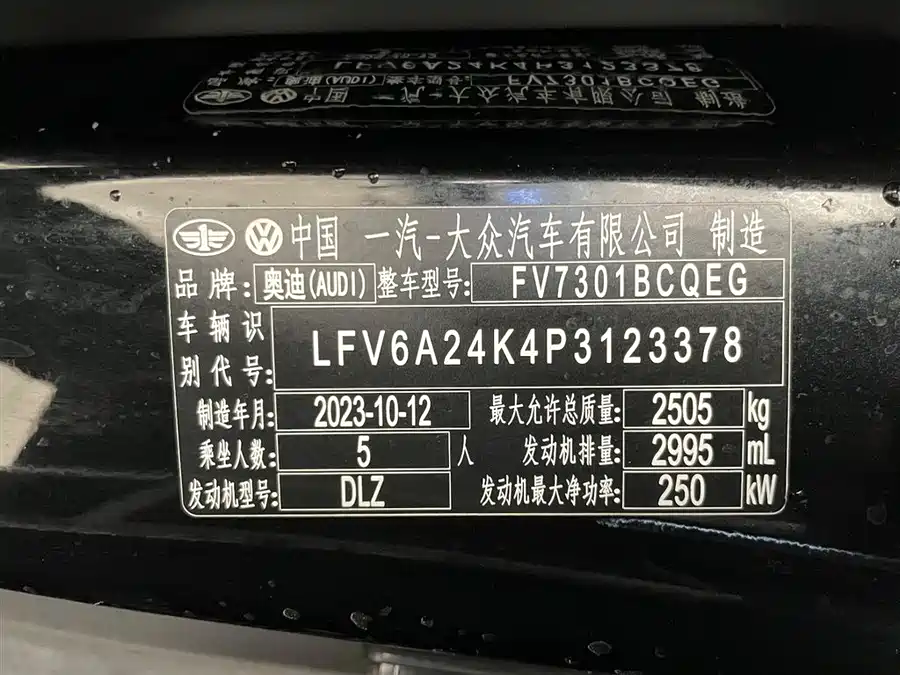 中国 一汽-大众汽车有限公司 制造
品牌: 奥迪(AUDI) 整车型号: FV7301BCQEG
车辆识别代号: LFV6A24K4P3123378
制造年月: 2023-10-12 最大允许总质量: 2505 kg
乘坐人数: 5 人 发动机排量: 2995 mL
发动机型号: DLZ 发动机最大净功率: 250 kW